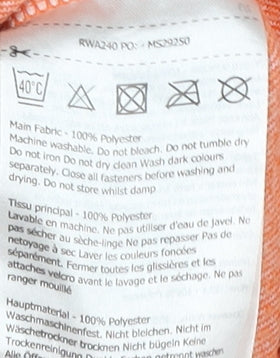 RWA240 PO: - MS29250
40°C
Main Fabric - 100% Polyester
Machine washable. Do not bleach. Do not tumble dry
Do not iron Do not dry clean Wash dark colours
separately. Close all fasteners before washing and
drying. Do not store whilst damp
Tissu principal - 100% Polyester
Lavable en machine. Ne pas utiliser d'eau de Javel. Ne
pas sécher au sèche-linge Ne pas repasser Pas de
netoyage à sec Laver les couleurs foncées
séparément. Fermer toutes les glissières et les
attaches velcro avant le lavage et le séchage. Ne pas
ranger mouillé
Hauptmaterial - 100% Polyester
Waschmaschinenfest. Nicht bleichen. Nicht im
Wäschetrockner trocknen Nicht bügeln Keine
Trockenreinigung Farben getrennt waschen